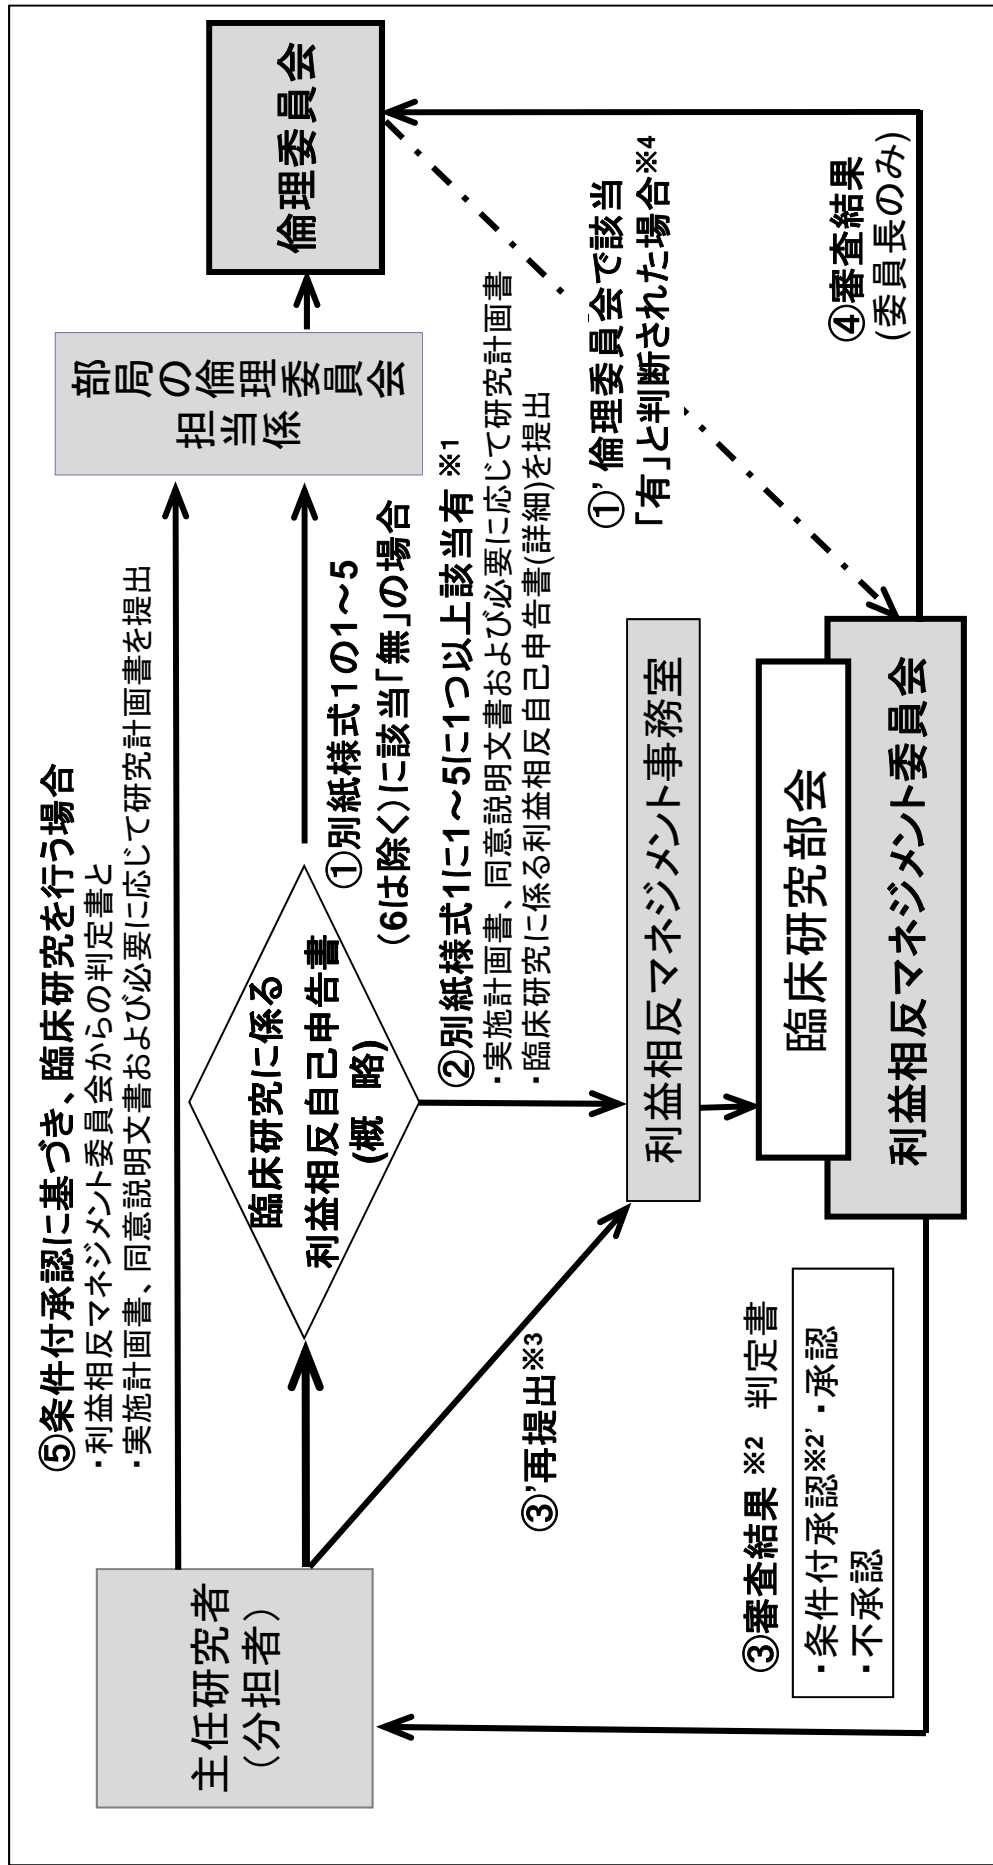 ⑤条件付承認に基づき、臨床研究を行う場合
・利益相反マネジメント委員会からの判定書と
・実施計画書、同意説明文書および必要に応じて研究計画書を提出
主任研究者
（分担者）
臨床研究に係る
利益相反自己申告書
(概　略)
①別紙様式1の1～5
(6は除く)に該当「無」の場合
部局の倫理委員会
担当係
倫理委員会
②別紙様式1に1～5に1つ以上該当有 ※1
・実施計画書、同意説明文書および必要に応じて研究計画書
・臨床研究に係る利益相反自己申告書(詳細)を提出
①’倫理委員会で該当
「有」と判断された場合※4
③’再提出※3
利益相反マネジメント事務室
臨床研究部会
利益相反マネジメント委員会
③審査結果 ※2　判定書
・条件付承認※2’・承認
・不承認
④審査結果
(委員長のみ)